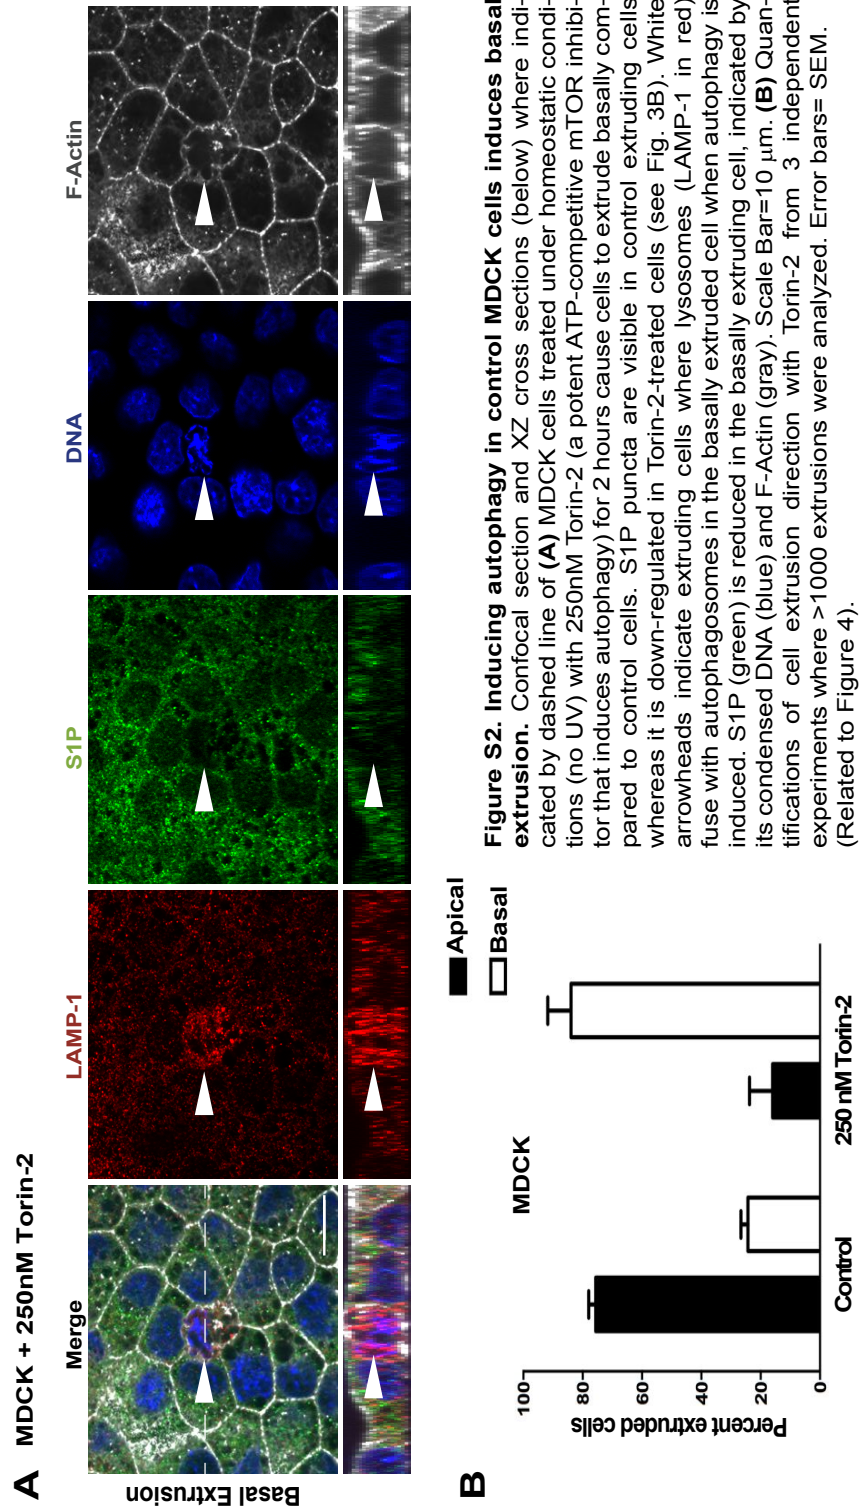 A MDCK + 250nM Torin-2
Merge LAMP-1 S1P DNA F-Actin
Basal Extrusion
B
MDCK
Apical
Basal
Percent extruded cells
100
80
60
40
20
0
Control 250 nM Torin-2
Figure S2. Inducing autophagy in control MDCK cells induces basal
extrusion. Confocal section and XZ cross sections (below) where indi-
cated by dashed line of (A) MDCK cells treated under homeostatic condi-
tions (no UV) with 250nM Torin-2 (a potent ATP-competitive mTOR inhibi-
tor that induces autophagy) for 2 hours cause cells to extrude basally com-
pared to control cells. S1P puncta are visible in control extruding cells
whereas it is down-regulated in Torin-2-treated cells (see Fig. 3B). White
arrowheads indicate extruding cells where lysosomes (LAMP-1 in red)
fuse with autophagosomes in the basally extruded cell when autophagy is
induced. S1P (green) is reduced in the basally extruding cell, indicated by
its condensed DNA (blue) and F-Actin (gray). Scale Bar=10 μm. (B) Quan-
tifications of cell extrusion direction with Torin-2 from 3 independent
experiments where >1000 extrusions were analyzed. Error bars= SEM.
(Related to Figure 4).